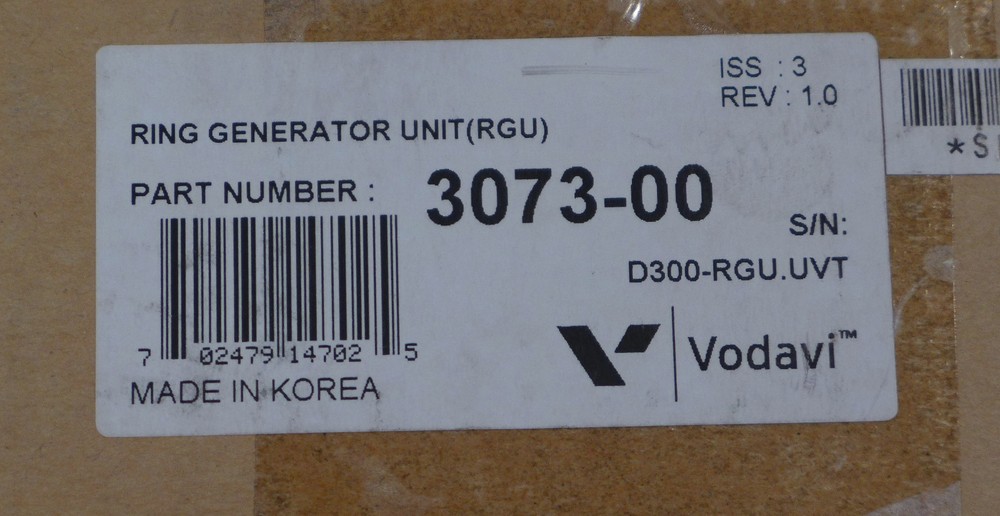 ISS : 3
REV : 1.0
RING GENERATOR UNIT(RGU)
PART NUMBER : 3073-00
S/N:
D300-RGU.UVT
7 02479 14702 5
Vodavi™
MADE IN KOREA